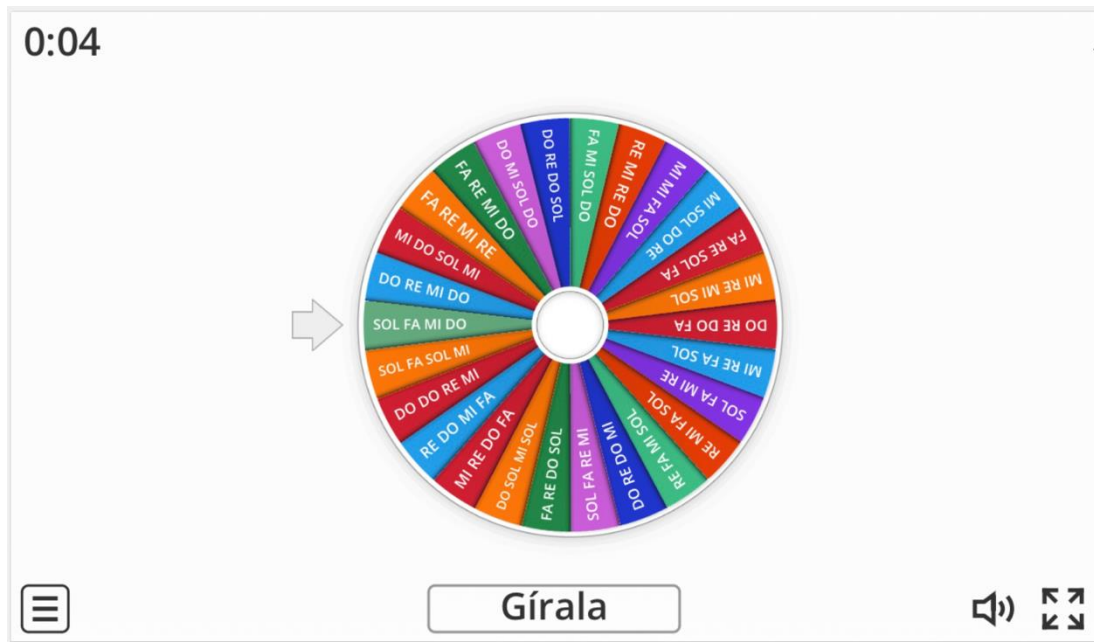 0:04
FA MI SOL DO
RE MI RE DO
MI MI FA SOL
MI SOL DO RE
FA RE SOL FA
MI RE MI SOL
DO RE DO FA
MI RE FA SOL
SOL FA MI RE
RE MI FA SOL
RE FA MI SOL
DO RE DO MI
SOL FA RE MI
FA RE DO SOL
DO SOL MI SOL
MI RE DO FA
RE DO MI FA
DO DO RE MI
SOL FA SOL MI
SOL FA MI DO
DO RE MI DO
MI DO SOL MI
FA RE MI RE
FA RE MI DO
DO MI SOL DO
DO RE DO SOL
Gírala